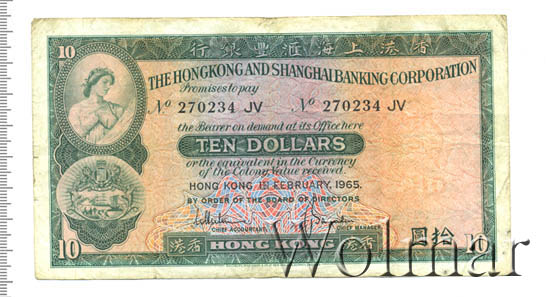 10
行銀豐滙海上港香
THE HONGKONG AND SHANGHAI BANKING CORPORATION
Promises to pay
No 270234 JV No 270234 JV
the Bearer on demand at its Office here
TEN DOLLARS
or the equivalent in the Currency
of the Colony, Value received.
HONG KONG 1ST FEBRUARY, 1965.
BY ORDER OF THE BOARD OF DIRECTORS
CHIEF ACCOUNTANT CHIEF MANAGER
10 港香 HONG KONG 港香 圓拾 10
Wolmar